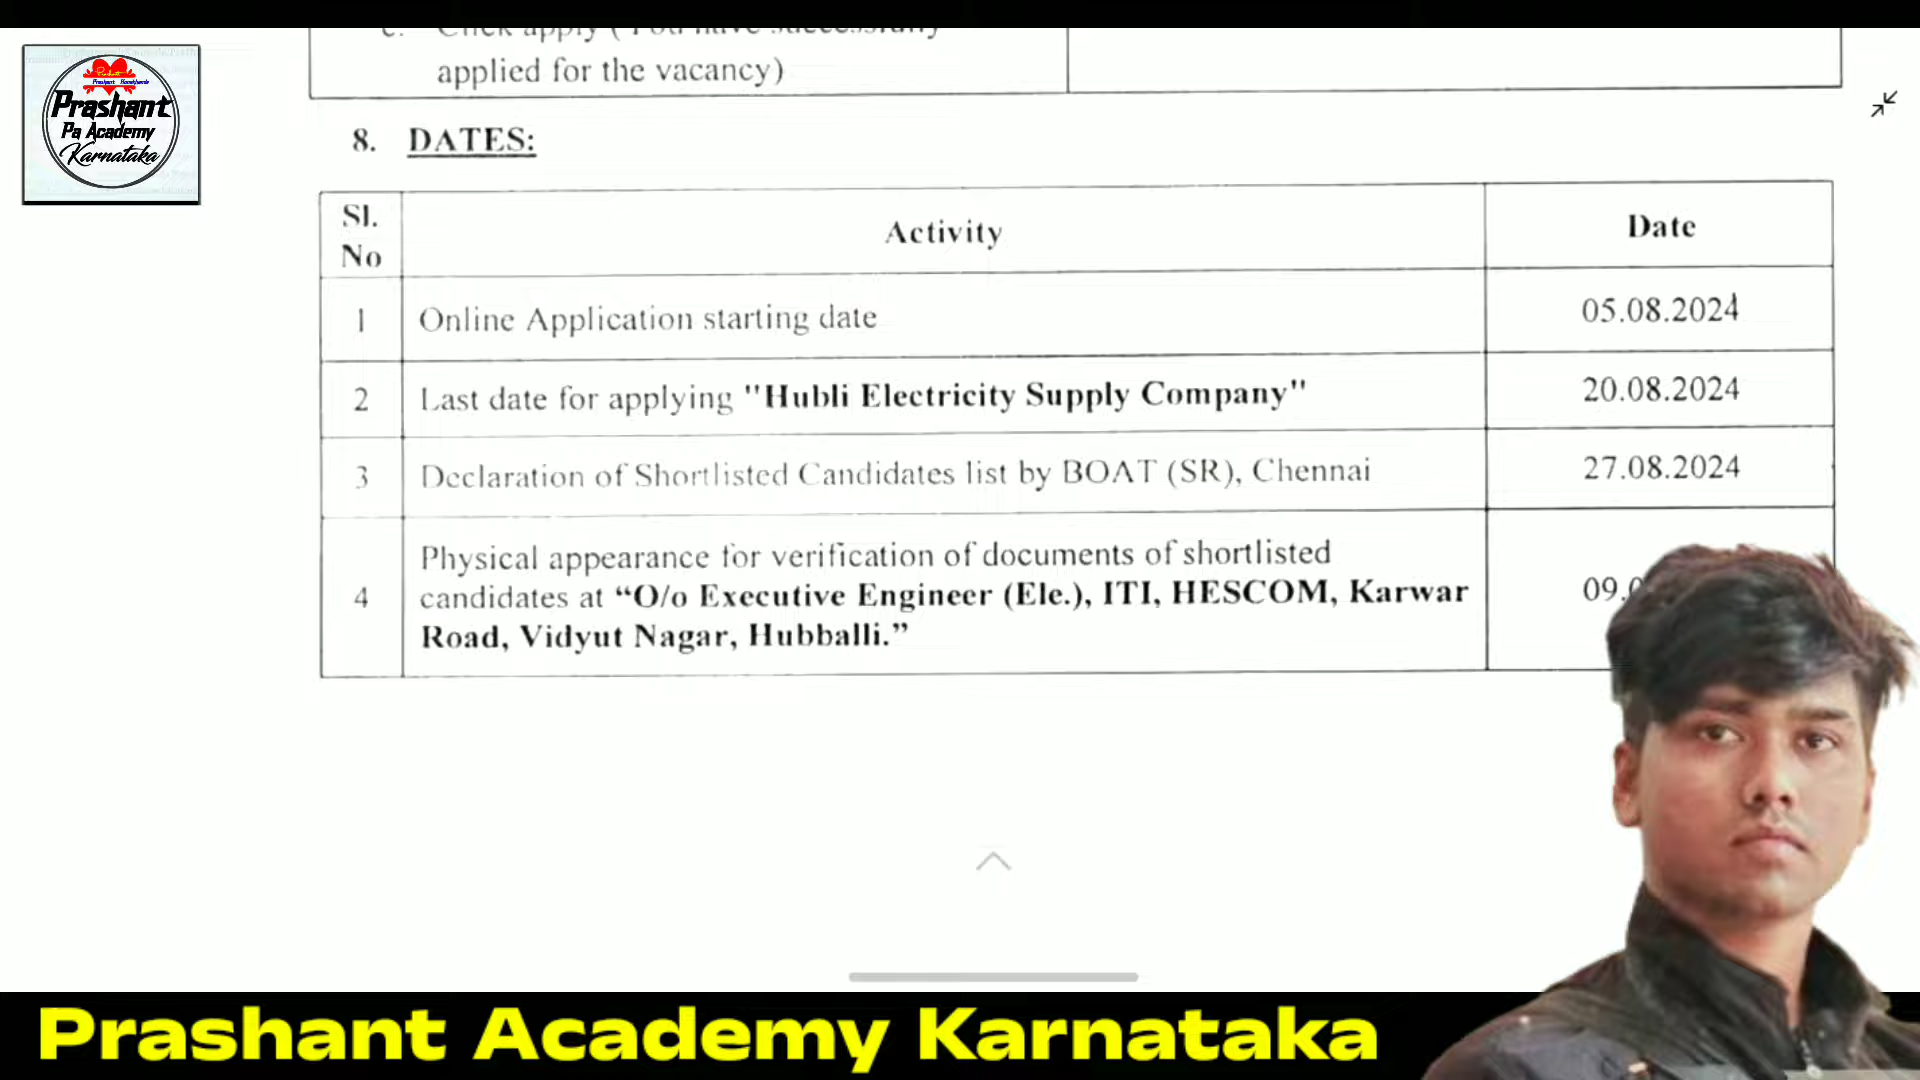 applied for the vacancy)
Prashant
Pa Academy
Karnataka
8. DATES:
Sl. No Activity Date
1 Online Application starting date 05.08.2024
2 Last date for applying "Hubli Electricity Supply Company" 20.08.2024
3 Declaration of Shortlisted Candidates list by BOAT (SR), Chennai 27.08.2024
4 Physical appearance for verification of documents of shortlisted
candidates at “O/o Executive Engineer (Ele.), ITI, HESCOM, Karwar
Road, Vidyut Nagar, Hubballi.”
09.
Prashant Academy Karnataka